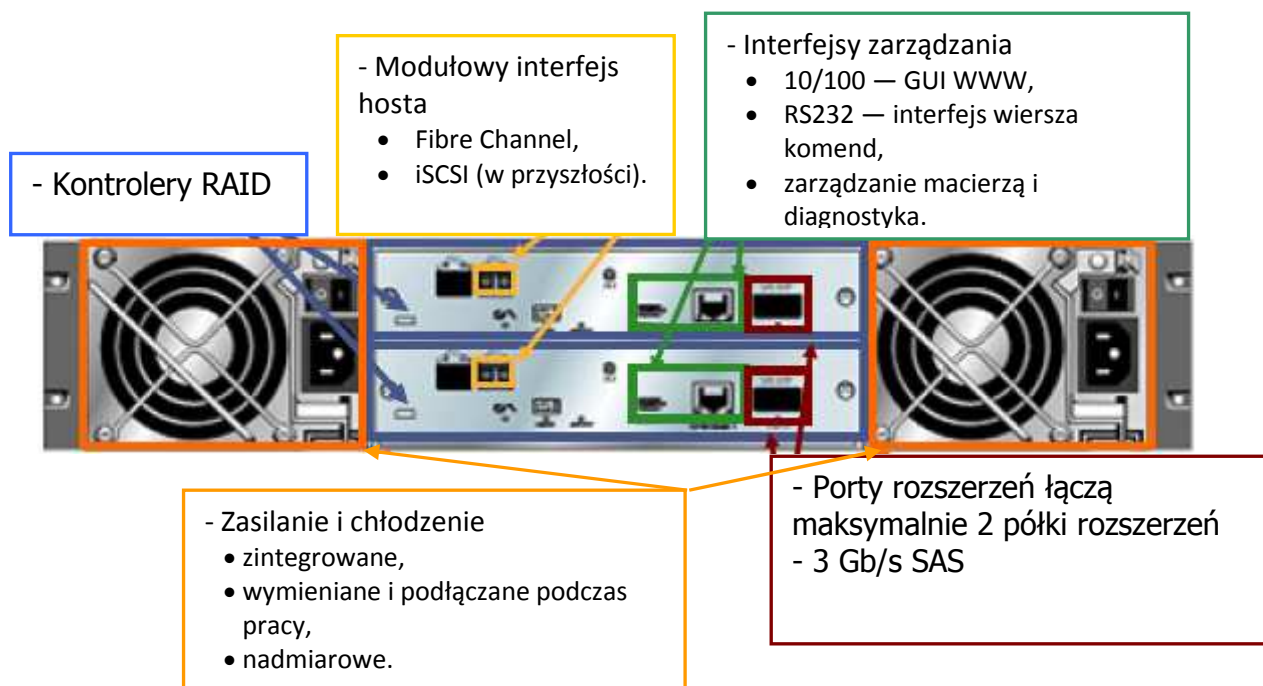 - Modułowy interfejs
hosta
• Fibre Channel,
• iSCSI (w przyszłości).
- Interfejsy zarządzania
• 10/100 — GUI WWW,
• RS232 — interfejs wiersza
komend,
• zarządzanie macierzą i
diagnostyka.
- Kontrolery RAID
- Zasilanie i chłodzenie
• zintegrowane,
• wymieniane i podłączane podczas
pracy,
• nadmiarowe.
- Porty rozszerzeń łączą
maksymalnie 2 półki rozszerzeń
- 3 Gb/s SAS